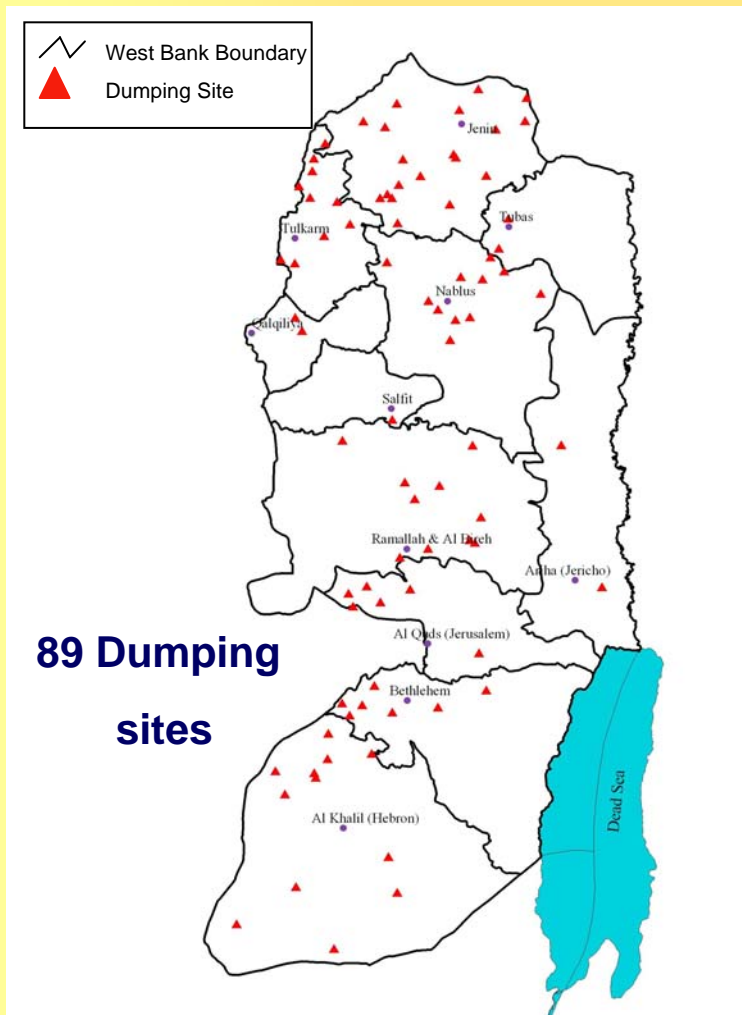 West Bank Boundary
Dumping Site
Jenin
Tulkarm
Tubas
Nablus
Qalqiliya
Salfit
Ramallah & Al Bireh
Ariha (Jericho)
Al Quds (Jerusalem)
89 Dumping
sites
Bethlehem
Dead Sea
Al Khalil (Hebron)